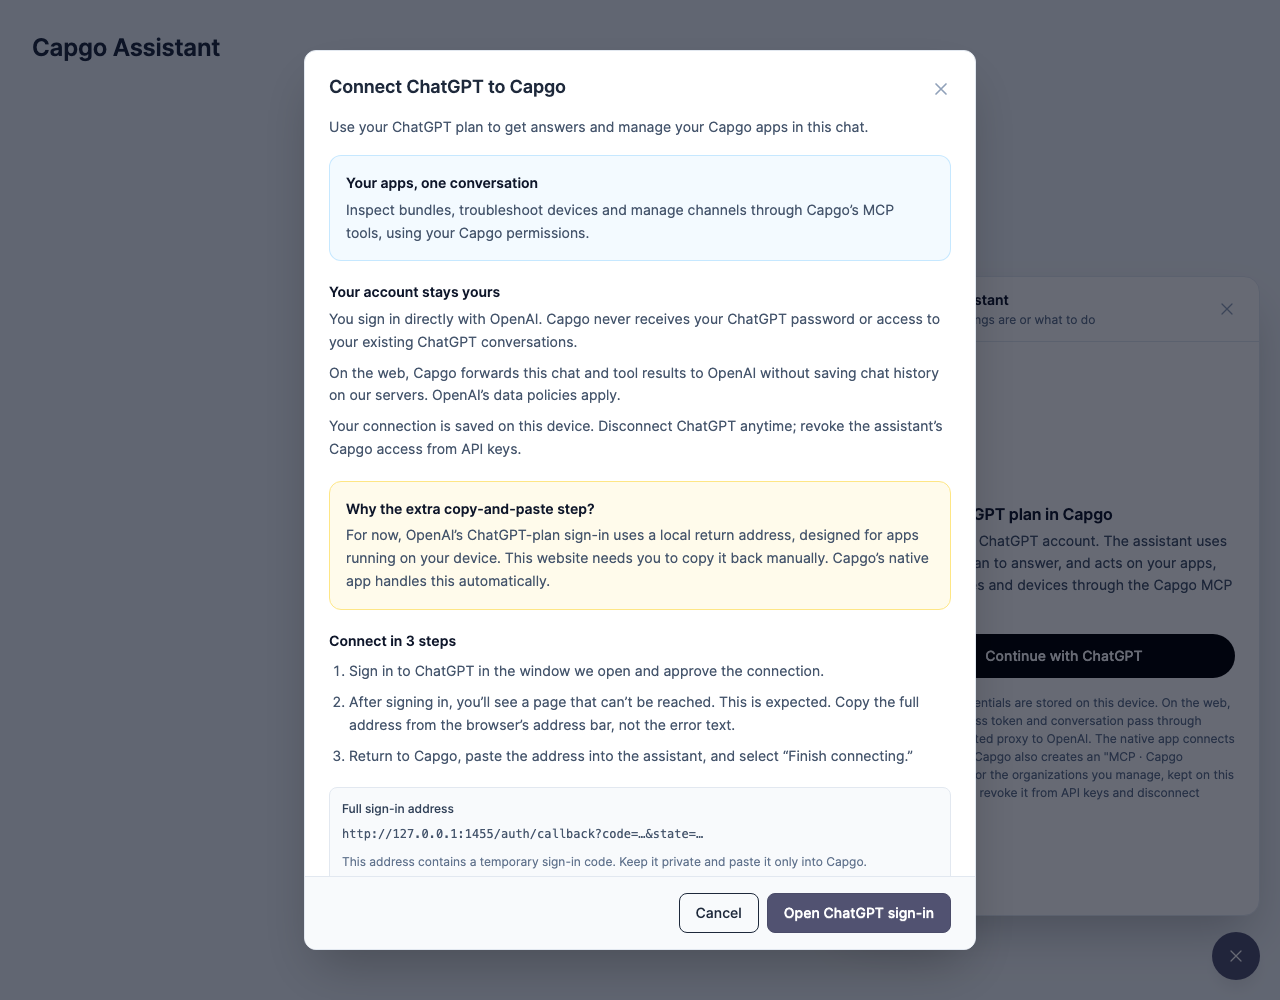 Capgo Assistant
Connect ChatGPT to Capgo
Use your ChatGPT plan to get answers and manage your Capgo apps in this chat.
Your apps, one conversation
Inspect bundles, troubleshoot devices and manage channels through Capgo’s MCP
tools, using your Capgo permissions.
Your account stays yours
You sign in directly with OpenAI. Capgo never receives your ChatGPT password or access to
your existing ChatGPT conversations.
On the web, Capgo forwards this chat and tool results to OpenAI without saving chat history
on our servers. OpenAI’s data policies apply.
Your connection is saved on this device. Disconnect ChatGPT anytime; revoke the assistant’s
Capgo access from API keys.
Why the extra copy-and-paste step?
For now, OpenAI’s ChatGPT-plan sign-in uses a local return address, designed for apps
running on your device. This website needs you to copy it back manually. Capgo’s native
app handles this automatically.
Connect in 3 steps
1. Sign in to ChatGPT in the window we open and approve the connection.
2. After signing in, you’ll see a page that can’t be reached. This is expected. Copy the full
address from the browser’s address bar, not the error text.
3. Return to Capgo, paste the address into the assistant, and select “Finish connecting.”
Full sign-in address
http://127.0.0.1:1455/auth/callback?code=…&state=…
This address contains a temporary sign-in code. Keep it private and paste it only into Capgo.
Cancel
Open ChatGPT sign-in
stant
ngs are or what to do
GPT plan in Capgo
ChatGPT account. The assistant uses
an to answer, and acts on your apps,
s and devices through the Capgo MCP
Continue with ChatGPT
entials are stored on this device. On the web,
ss token and conversation pass through
ted proxy to OpenAI. The native app connects
Capgo also creates an "MCP · Capgo
or the organizations you manage, kept on this
revoke it from API keys and disconnect